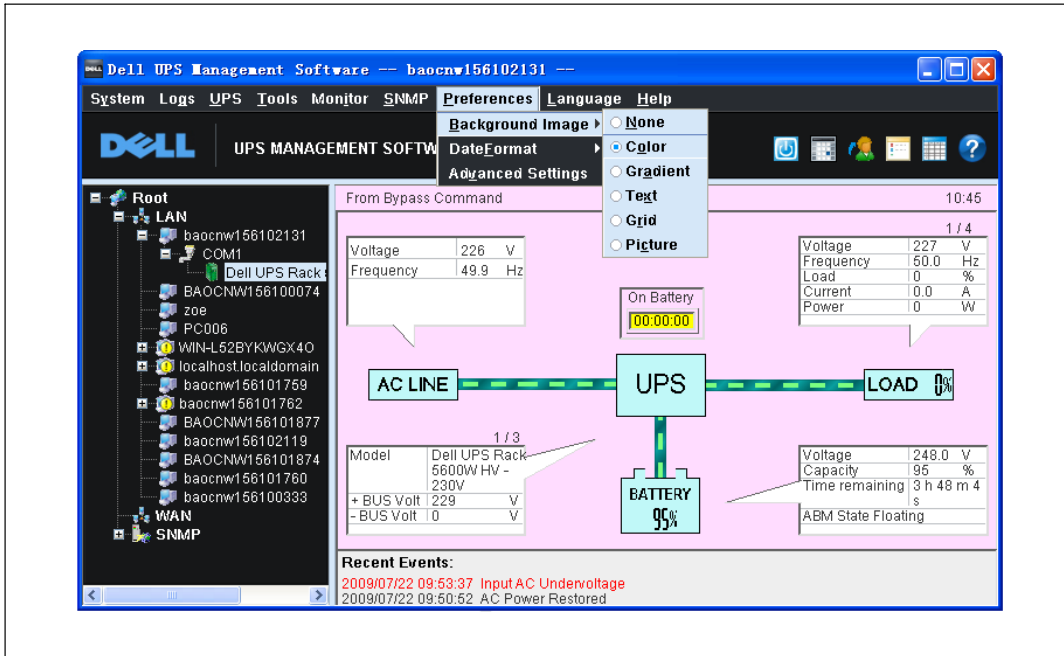 Dell UPS Management Software -- baocnw156102131 --
System Logs UPS Tools Monitor SNMP Preferences Language Help
DELL UPS MANAGEMENT SOFTW
Background Image
DateFormat
Advanced Settings
None
Color
Gradient
Text
Grid
Picture
Root
LAN
baocnw156102131
COM1
Dell UPS Rack
BAOCNW156100074
zoe
PC006
WIN-L52BYKWGX4O
localhost.localdomain
baocnw156101759
baocnw156101762
BAOCNW156101877
baocnw156102119
BAOCNW156101874
baocnw156101760
baocnw156100333
WAN
SNMP
From Bypass Command 10:45
Voltage 226 V
Frequency 49.9 Hz
On Battery
00:00:00
1 / 4
Voltage 227 V
Frequency 50.0 Hz
Load 0 %
Current 0.0 A
Power 0 W
AC LINE UPS LOAD 0%
1 / 3
Model Dell UPS Rack
5600W HV -
230V
+ BUS Volt 229 V
- BUS Volt 0 V
BATTERY
95%
Voltage 248.0 V
Capacity 95 %
Time remaining 3 h 48 m 4
s
ABM State Floating
Recent Events:
2009/07/22 09:53:37 Input AC Undervoltage
2009/07/22 09:50:52 AC Power Restored